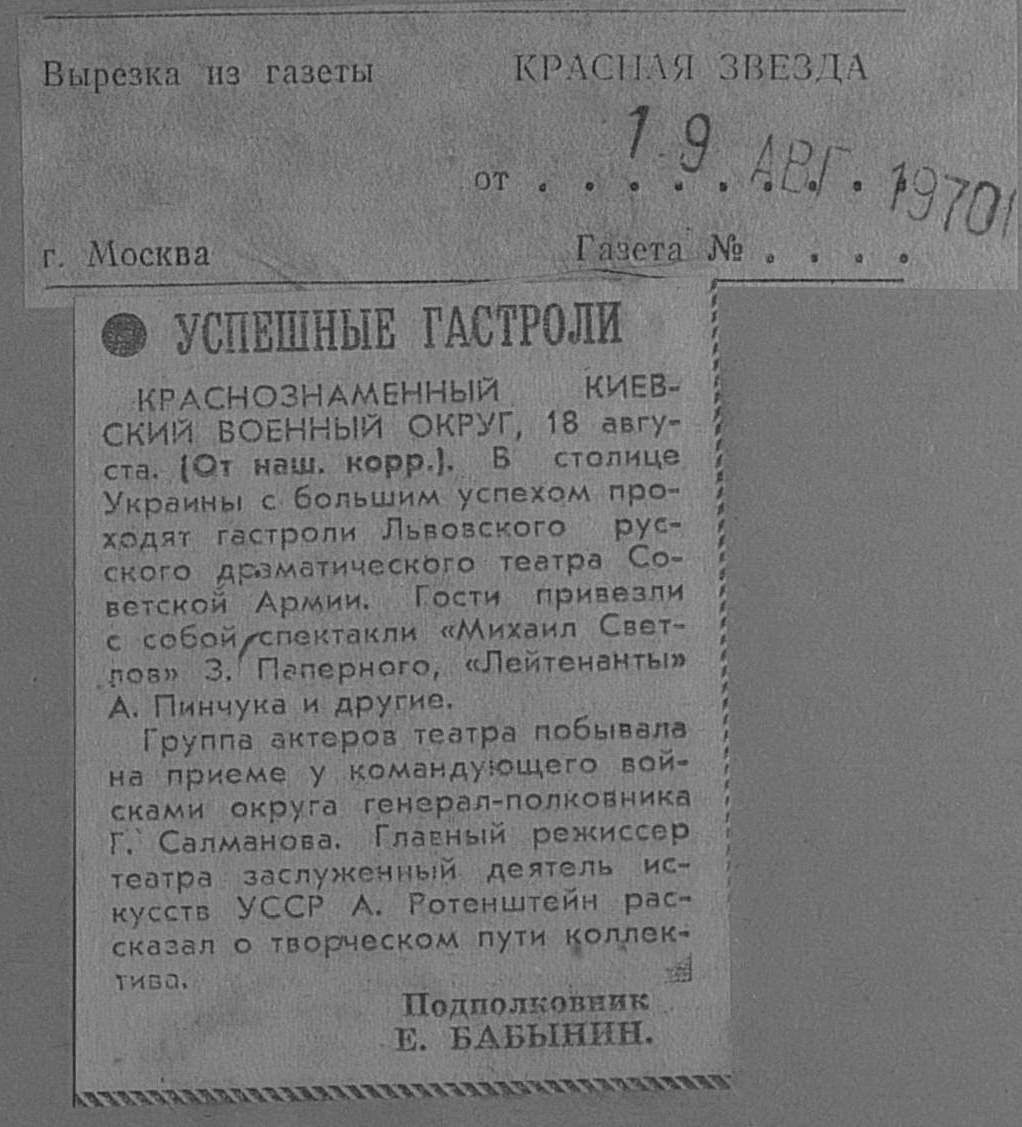 Вырезка из газеты КРАСНАЯ ЗВЕЗДА
от . . . . . . . . .
19 АВГ. 1970
г. Москва Газета № . . . .
УСПЕШНЫЕ ГАСТРОЛИ
КРАСНОЗНАМЕННЫЙ КИЕВ-
СКИЙ ВОЕННЫЙ ОКРУГ, 18 авгу-
ста. (От наш. корр.). В столице
Украины с большим успехом про-
ходят гастроли Львовского рус-
ского драматического театра Со-
ветской Армии. Гости привезли
с собой спектакли «Михаил Свет-
лов» З. Паперного, «Лейтенанты»
А. Пинчука и другие.
Группа актеров театра побывала
на приеме у командующего вой-
сками округа генерал-полковника
Г. Салманова. Главный режиссер
театра заслуженный деятель ис-
кусств УССР А. Ротенштейн рас-
сказал о творческом пути коллек-
тива.
Подполковник
Е. БАБЫНИН.